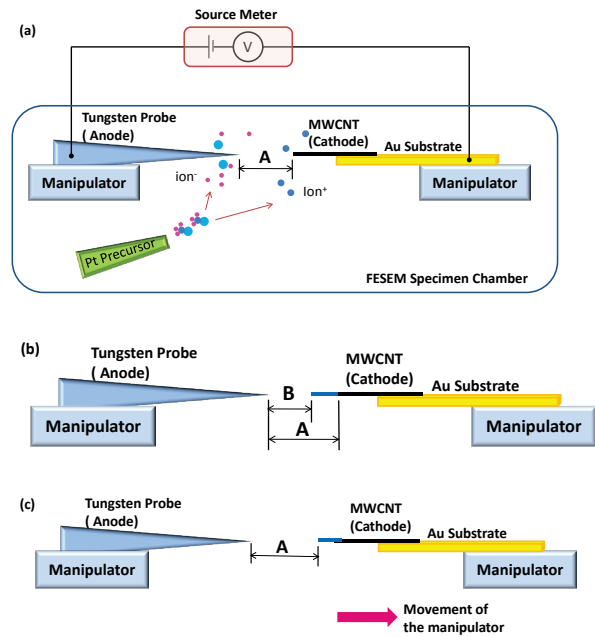 Source Meter
(a)
V
Tungsten Probe
(Anode)
MWCNT
(Cathode)
Au Substrate
A
Manipulator
Manipulator
ion⁻
Ion⁺
Pt Precursor
FESEM Specimen Chamber
(b)
Tungsten Probe
( Anode)
MWCNT
(Cathode)
Au Substrate
B
A
Manipulator
Manipulator
(c)
Tungsten Probe
( Anode)
MWCNT
(Cathode)
Au Substrate
A
Manipulator
Manipulator
Movement of
the manipulator